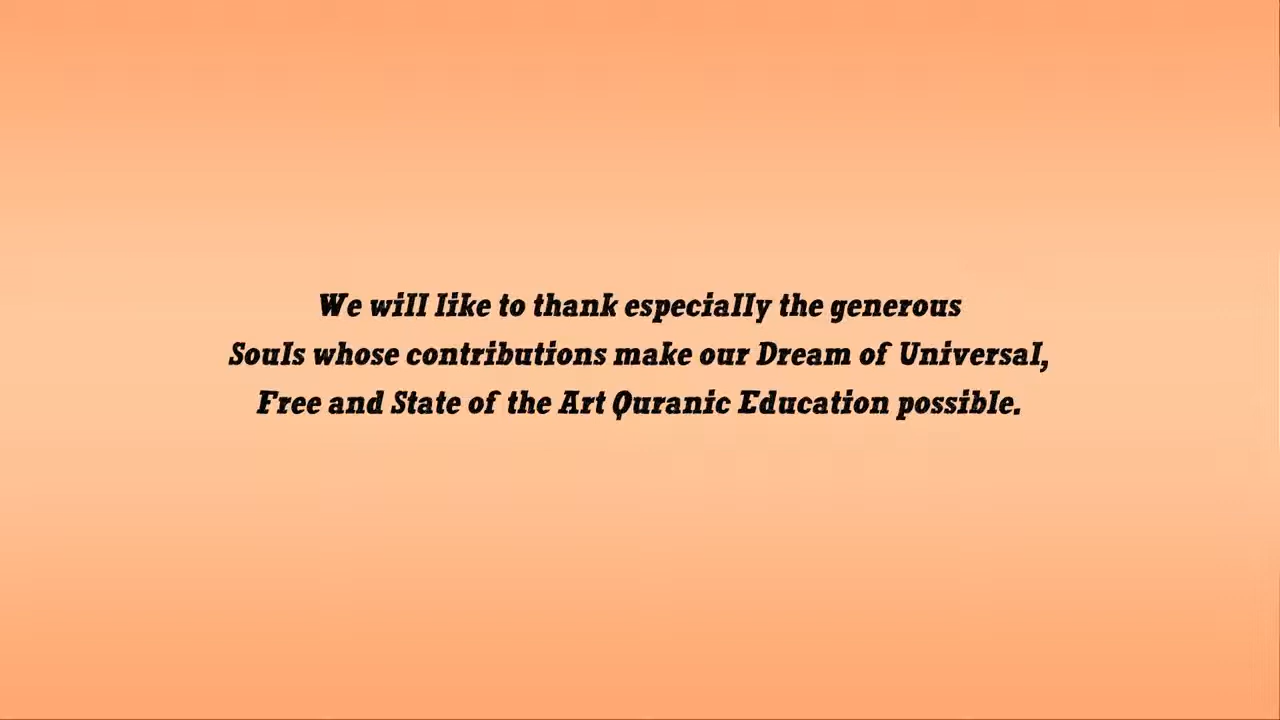 We will like to thank especially the generous
Souls whose contributions make our Dream of Universal,
Free and State of the Art Quranic Education possible.